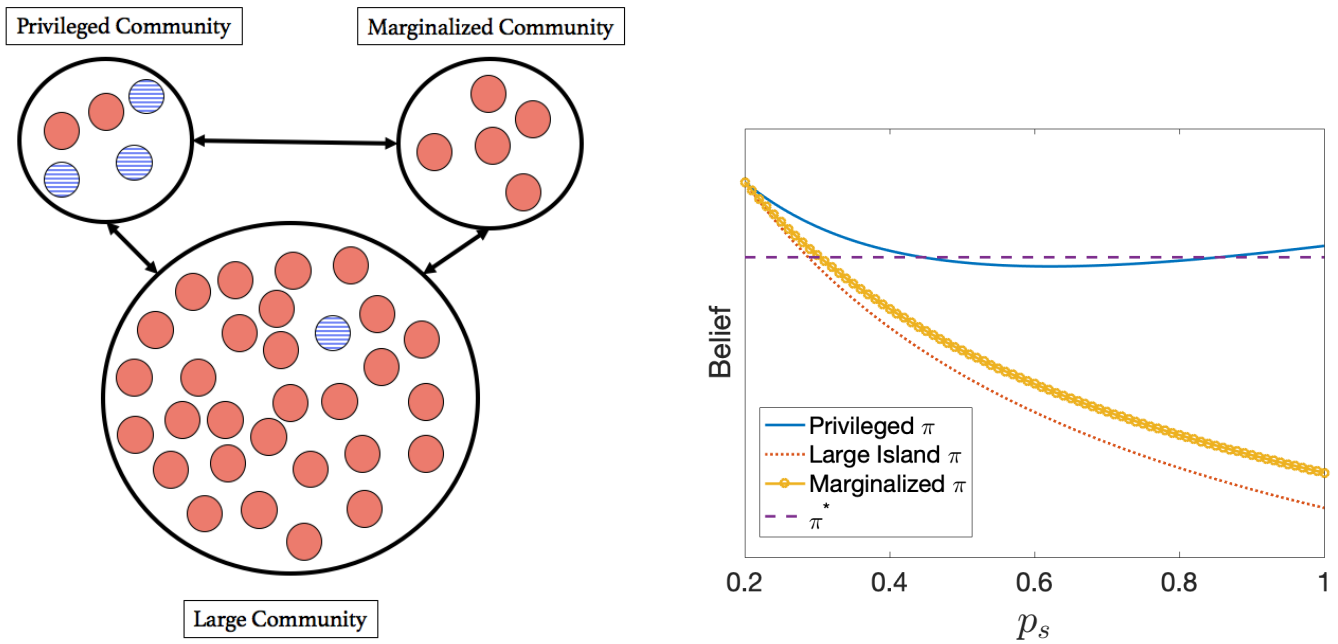 Privileged Community
Marginalized Community
Large Community
Belief
Privileged π
Large Island π
Marginalized π
π*
0.2 0.4 0.6 0.8 1
pₛ